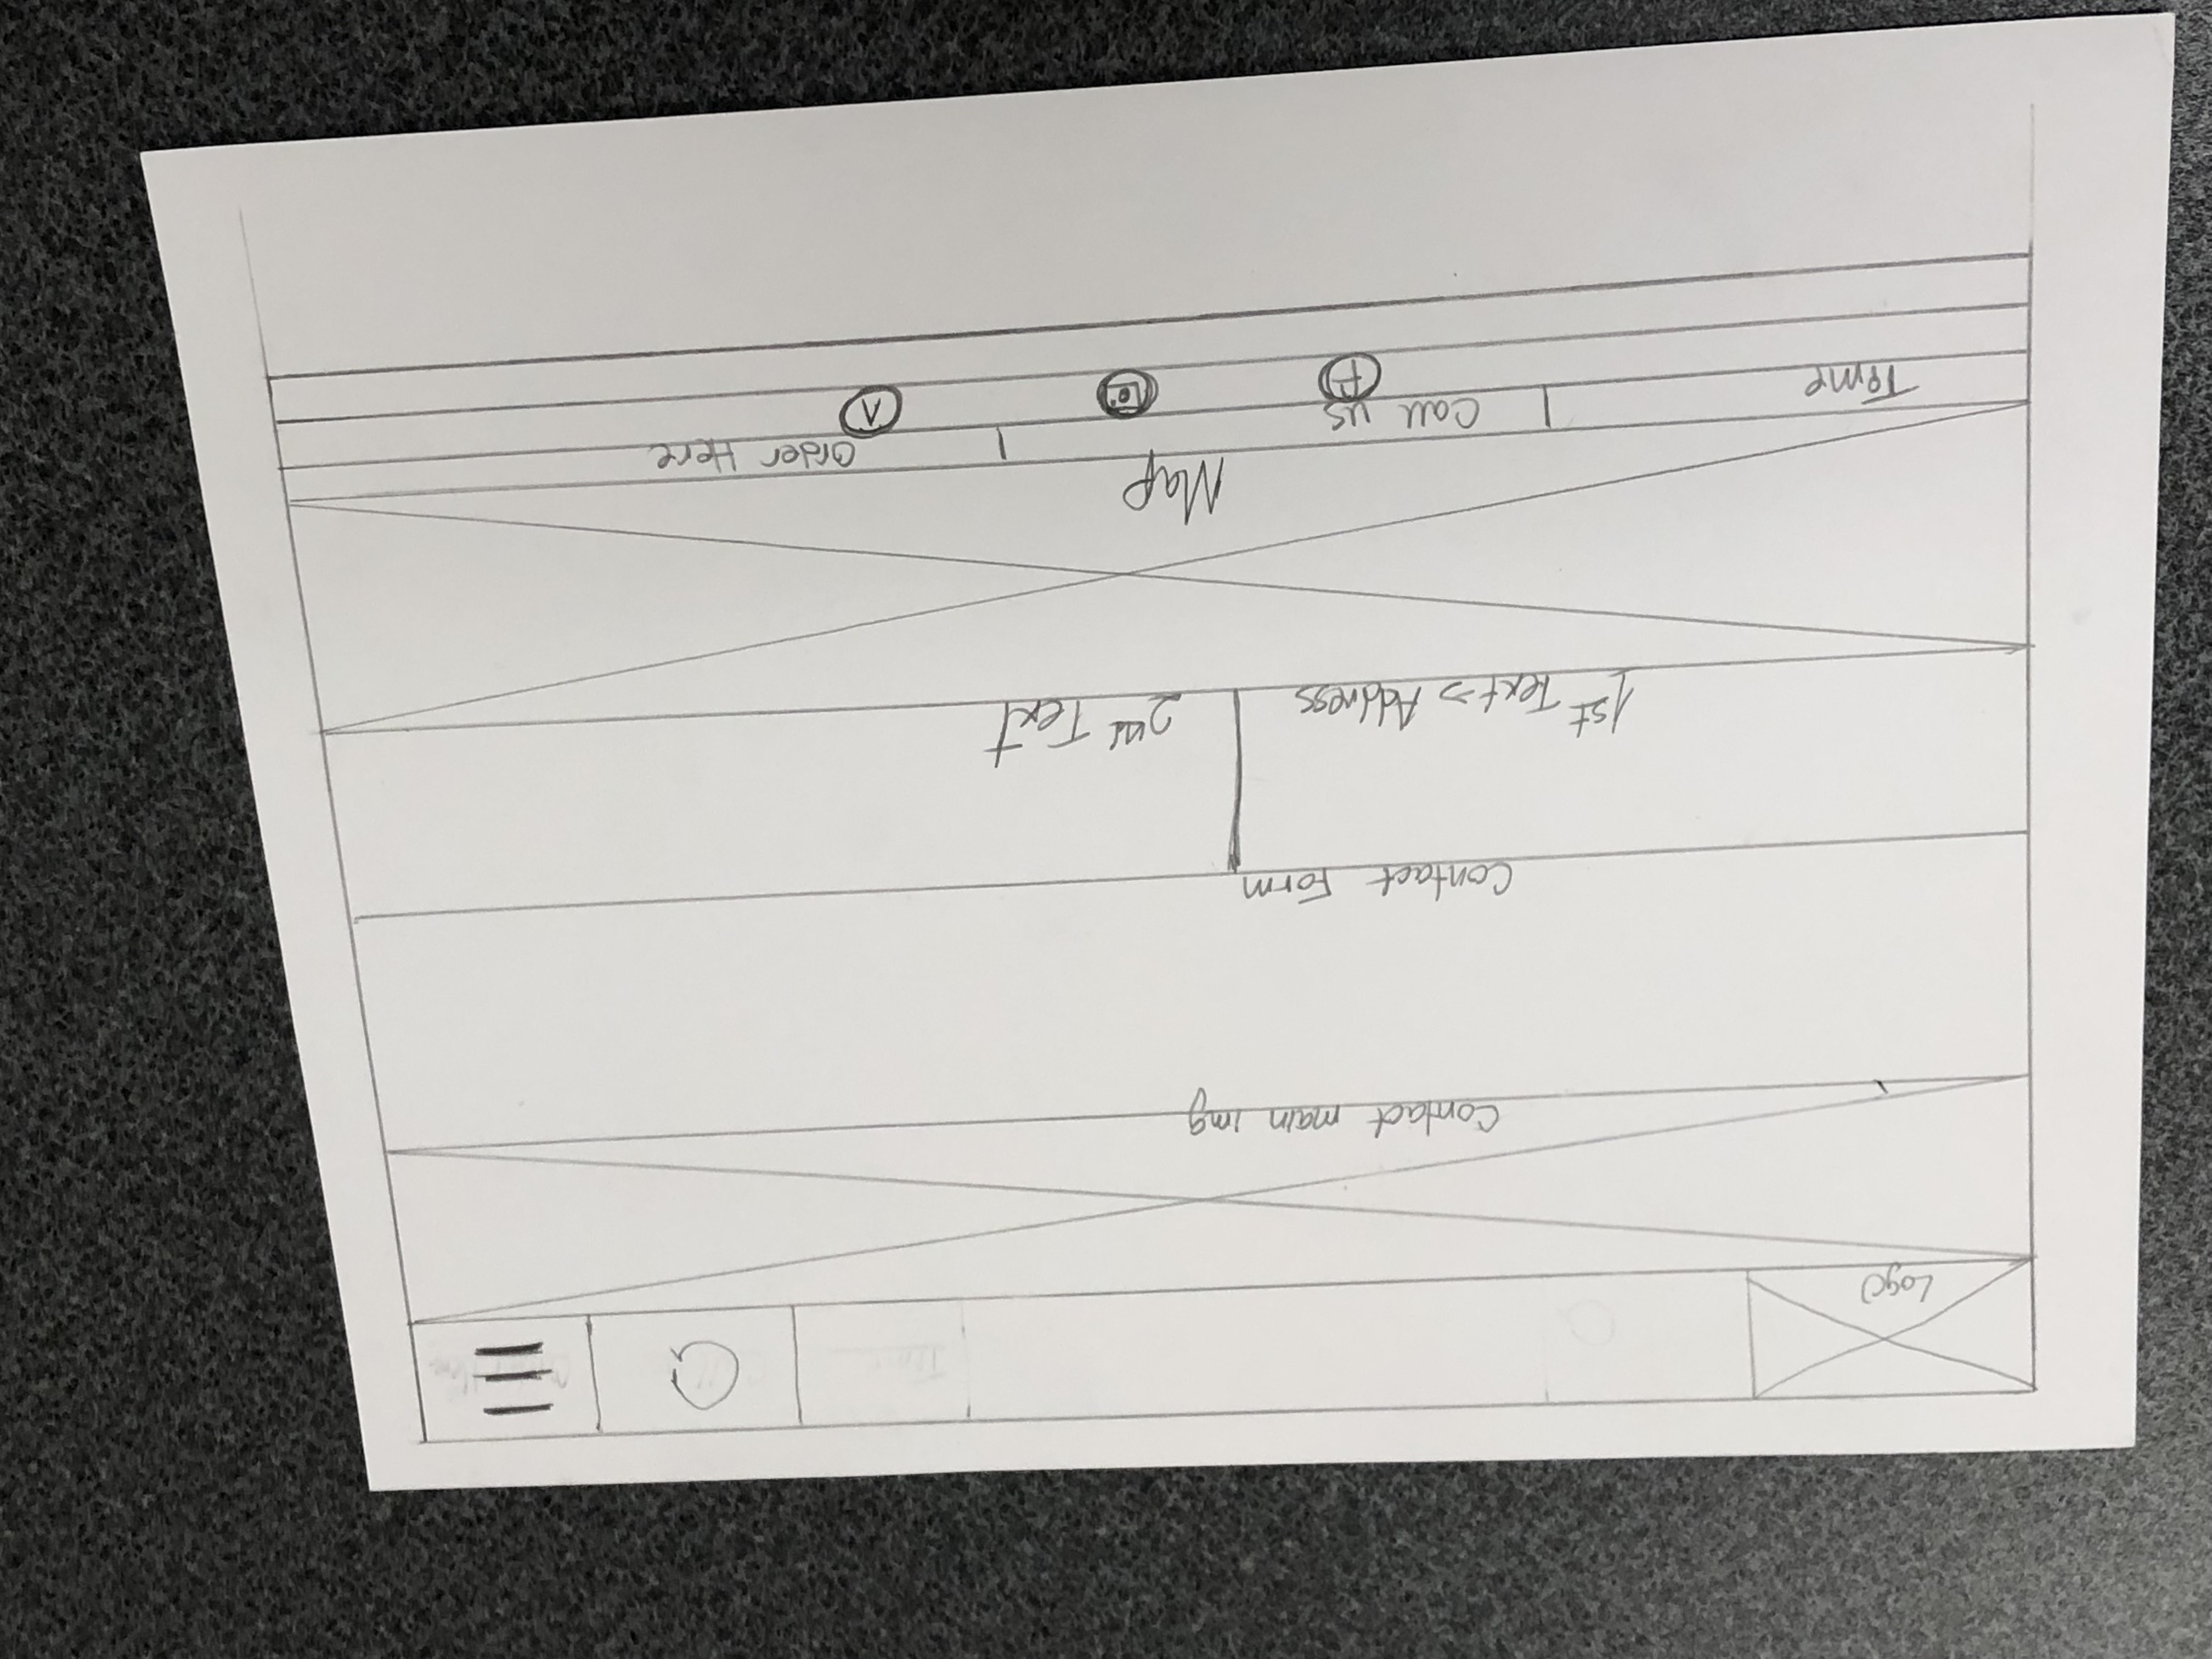 Logo
Contact main img
Contact Form
1st Text -> Address
2nd Text
Map
Time | Call us | Order Here